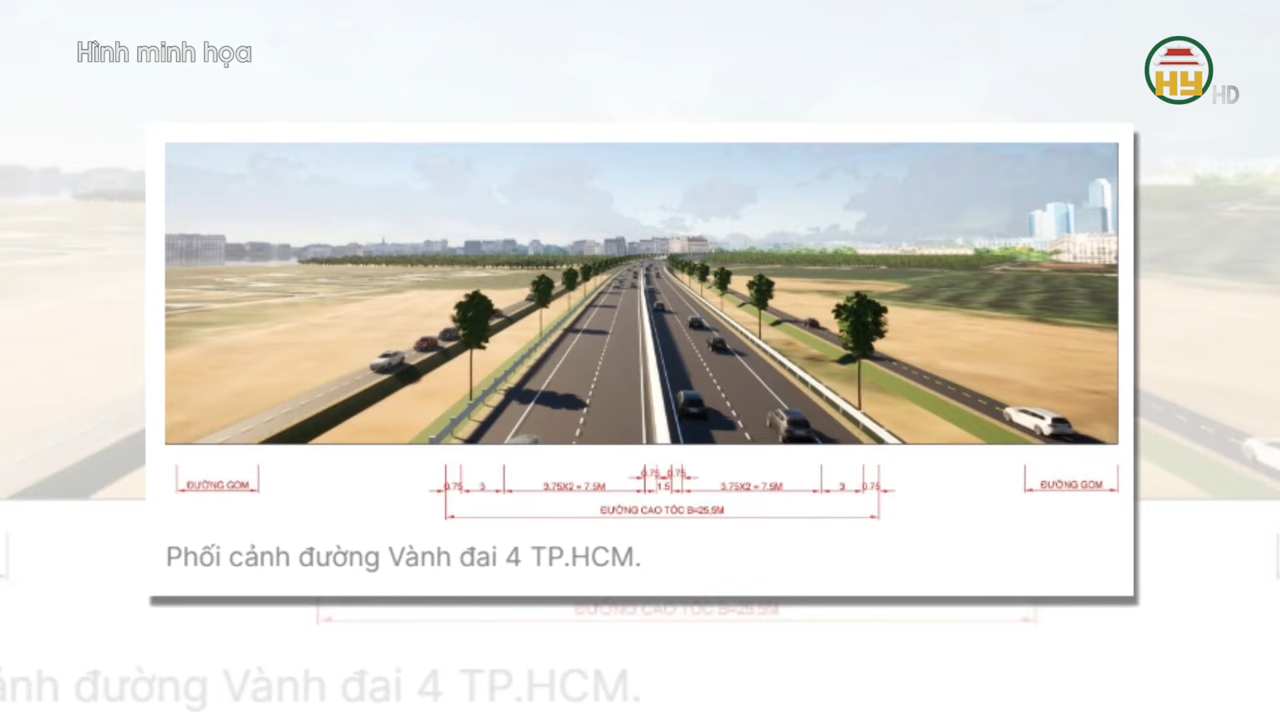 Hình minh họa
HY HD
0.75 0.75
ĐƯỜNG GOM 0.75 3 3.75X2 = 7.5M 1.5 3.75X2 = 7.5M 3 0.75 ĐƯỜNG GOM
ĐƯỜNG CAO TỐC B=25,5M
Phối cảnh đường Vành đai 4 TP.HCM.
ĐƯỜNG CAO TỐC B=25,5M
ảnh đường Vành đai 4 TP.HCM.